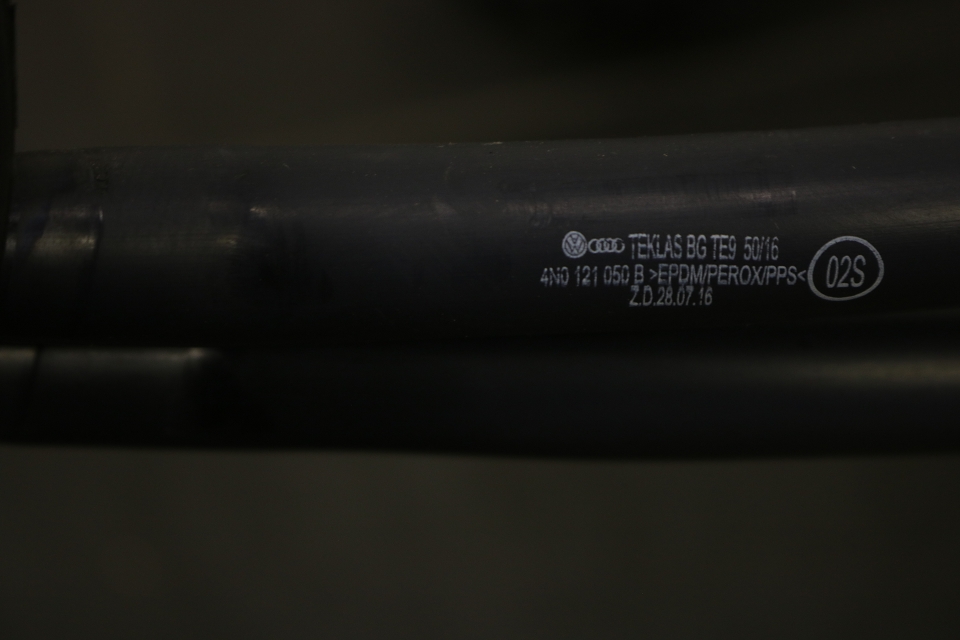 TEKLAS BG TE9 50/16
4N0 121 050 B >EPDM/PEROX/PPS<
02S
Z.D.28.07.16